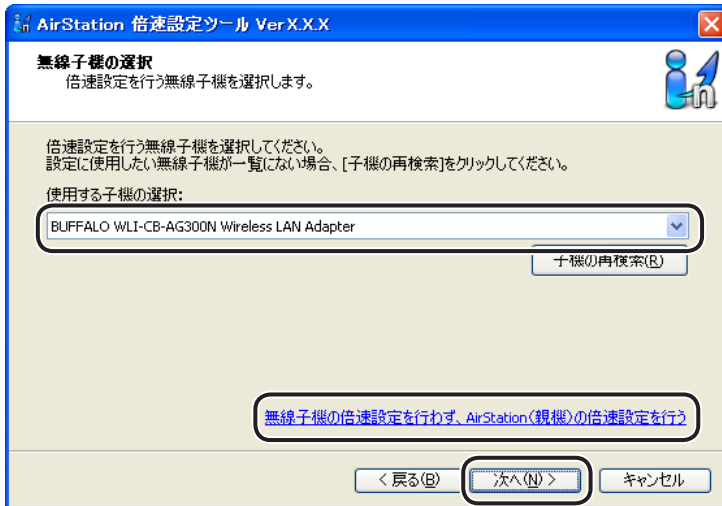 AirStation 倍速設定ツール VerX.X.X
無線子機の選択
倍速設定を行う無線子機を選択します。
倍速設定を行う無線子機を選択してください。
設定に使用したい無線子機が一覧にない場合、[子機の再検索]をクリックしてください。
使用する子機の選択:
BUFFALO WLI-CB-AG300N Wireless LAN Adapter
子機の再検索(R)
無線子機の倍速設定を行わず、AirStation(親機)の倍速設定を行う
< 戻る(B)
次へ(N) >
キャンセル